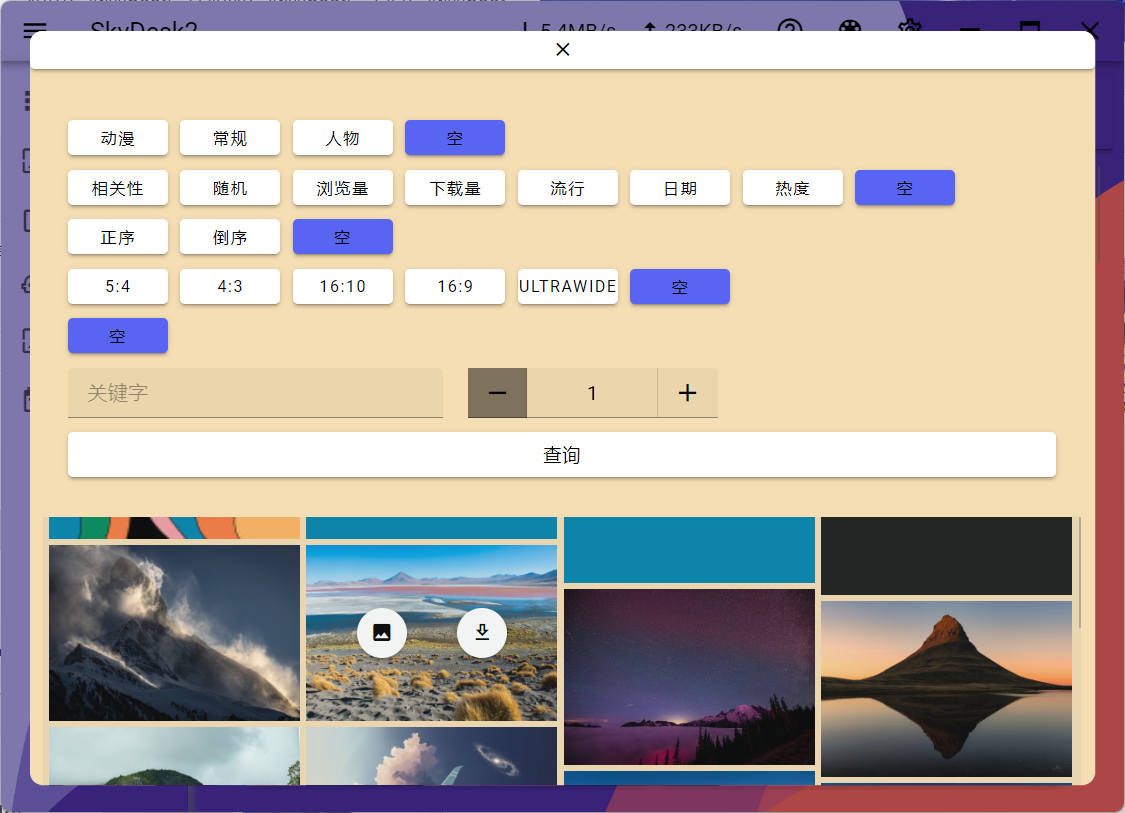 SkyDesk2 5.4MB/s 233KB/s
动漫 常规 人物 空
相关性 随机 浏览量 下载量 流行 日期 热度 空
正序 倒序 空
5:4 4:3 16:10 16:9 ULTRAWIDE 空
空
关键字 1
查询